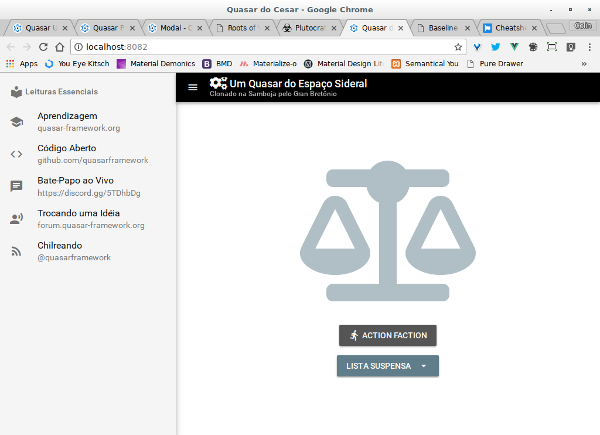 Quasar do Cesar - Google Chrome
Quasar
Quasar
Modal -
Roots of
Plutocra
Quasar
Baseline
Cheatsh
Colin
localhost:8082
Apps
You Eye Kitsch
Material Demonics
BMD
Materialize-o
Material Design Li
Semantical You
Pure Drawer
Leituras Essenciais
Um Quasar do Espaço Sideral
Clonado na Samboja pelo Gran Bretônio
Aprendizagem
quasar-framework.org
Código Aberto
github.com/quasarframework
Bate-Papo ao Vivo
https://discord.gg/5TDhbDg
Trocando uma Idéia
forum.quasar-framework.org
Chilreando
@quasarframework
ACTION FACTION
LISTA SUSPENSA